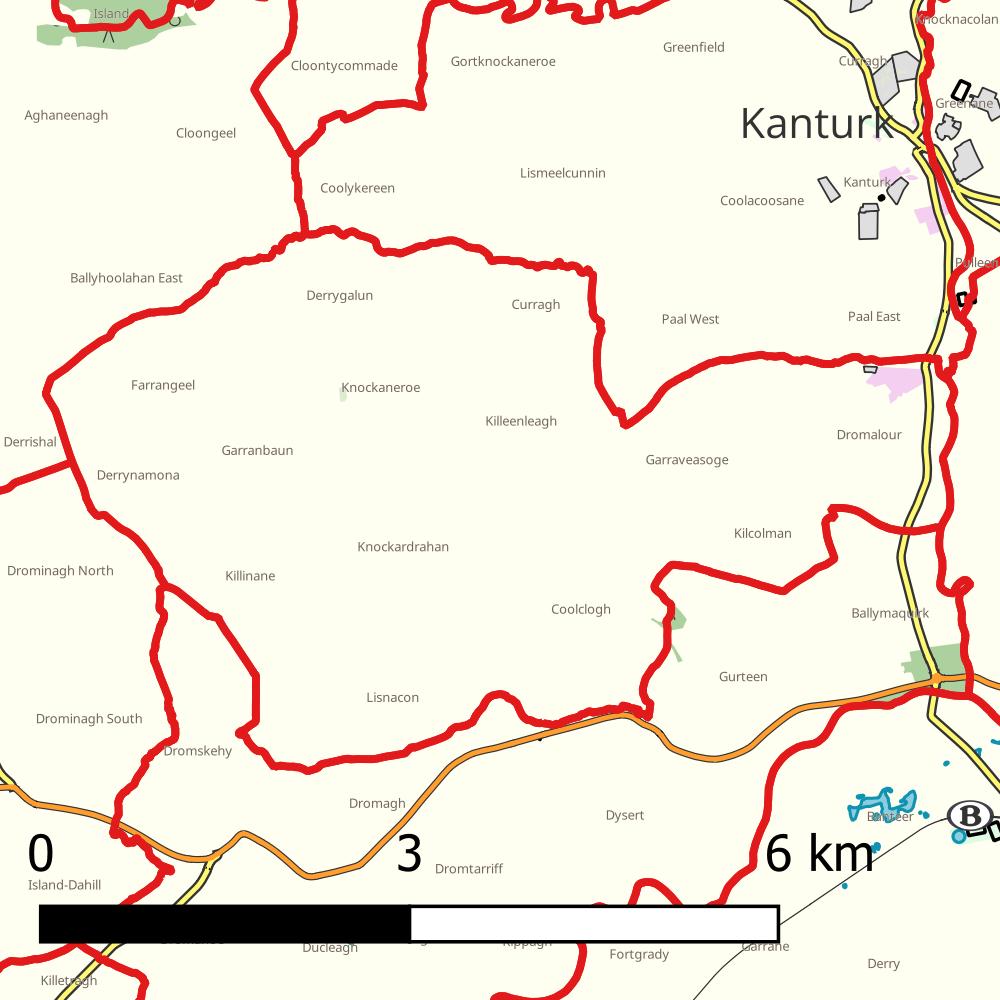 Island
Knocknacolan
Cloontycommade
Gortknockaneroe
Greenfield
Curragh
Aghaneenagh
Cloongeel
Greenane
Kanturk
Lismeelcunnin
Coolykereen
Coolacoosane
Kanturk
Ballyhoolahan East
Pulleen
Derrygalun
Curragh
Paal West
Paal East
Farrangeel
Knockaneroe
Killeenleagh
Derrishal
Garranbaun
Dromalour
Garraveasoge
Derrynamona
Kilcolman
Knockardrahan
Drominagh North
Killinane
Coolclogh
Ballymaquirk
Gurteen
Lisnacon
Drominagh South
Dromskehy
Dromagh
Dysert
Banteer
B
0 3 6 km
Dromtarriff
Island-Dahill
Ducleagh
Garrane
Fortgrady
Derry
Killetragh